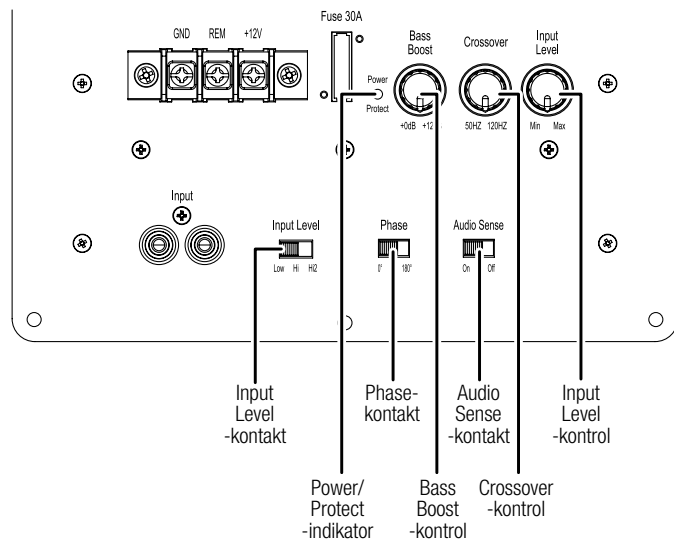 Fuse 30A
GND REM +12V
Bass
Boost
Crossover
Input
Level
Power
Protect
+0dB
50HZ 120HZ
Min Max
Input
Input Level
Low Hi Hi2
Phase
0° 180°
Audio Sense
On Off
Input
Level
-kontakt
Phase-
kontakt
Audio
Sense
-kontakt
Input
Level
-kontrol
Power/
Protect
-indikator
Bass
Boost
-kontrol
Crossover
-kontrol